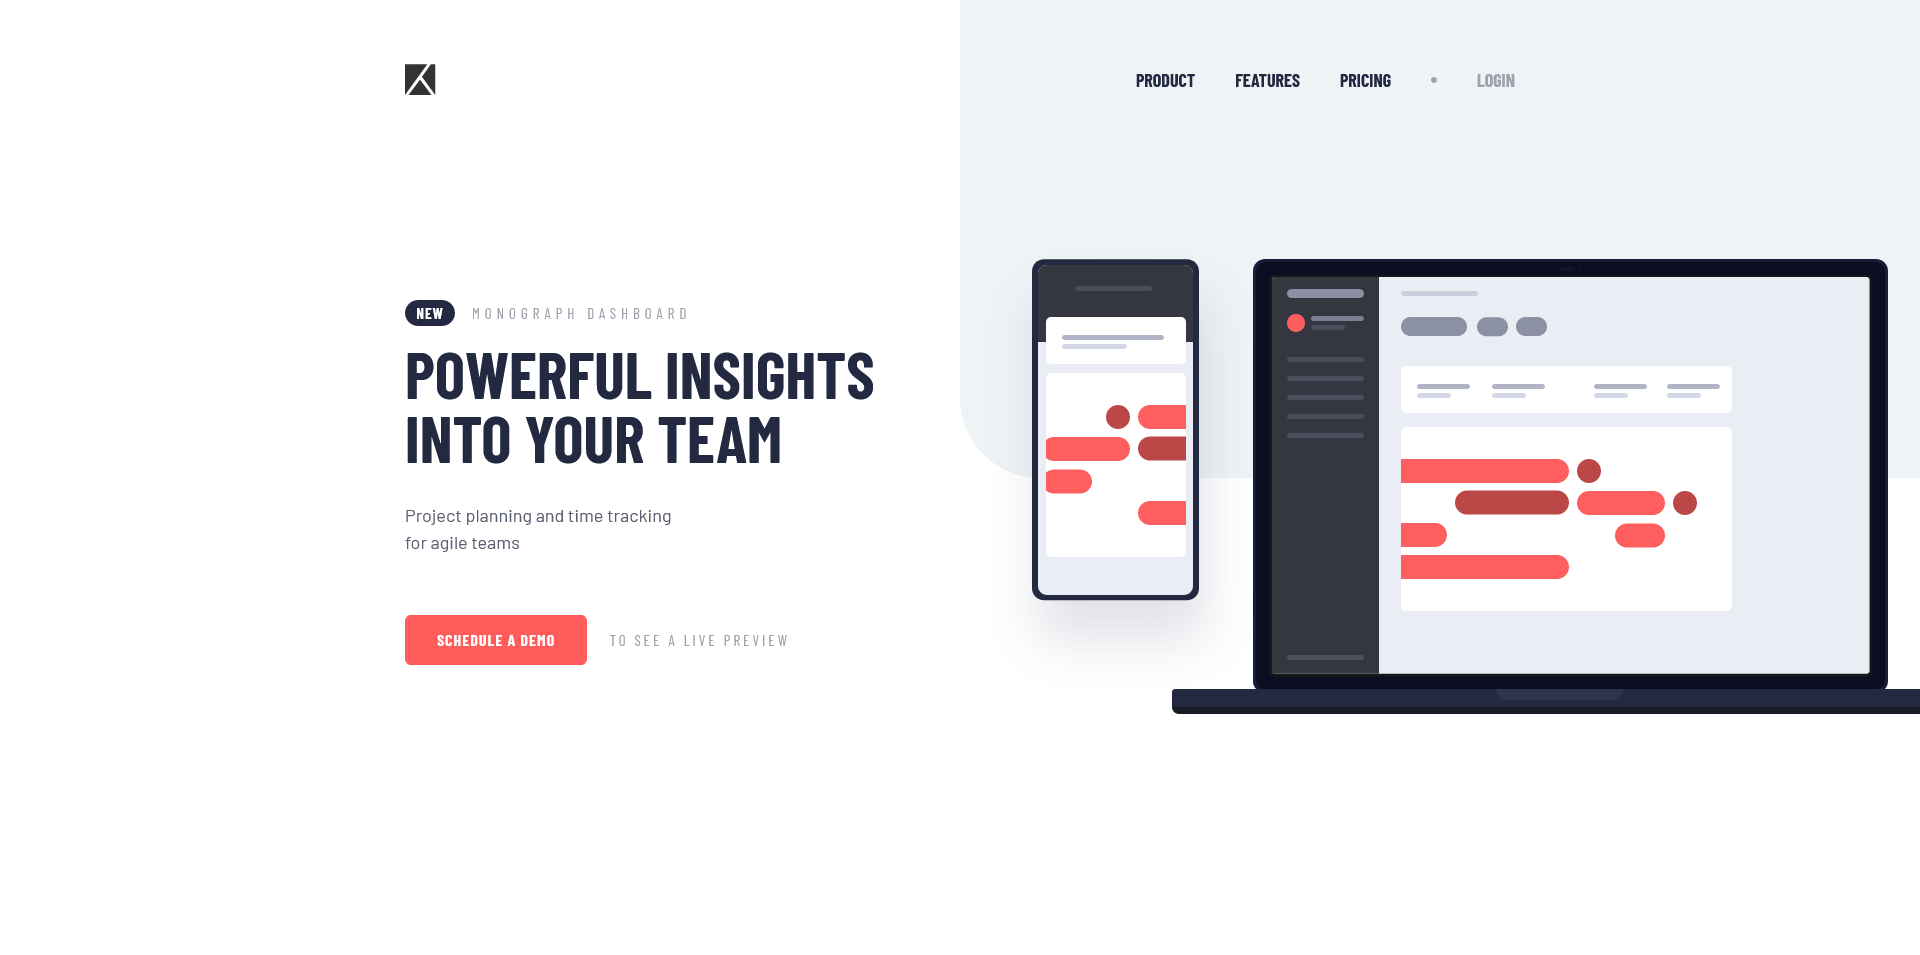 PRODUCT FEATURES PRICING LOGIN
NEW MONOGRAPH DASHBOARD
POWERFUL INSIGHTS
INTO YOUR TEAM
Project planning and time tracking
for agile teams
SCHEDULE A DEMO TO SEE A LIVE PREVIEW